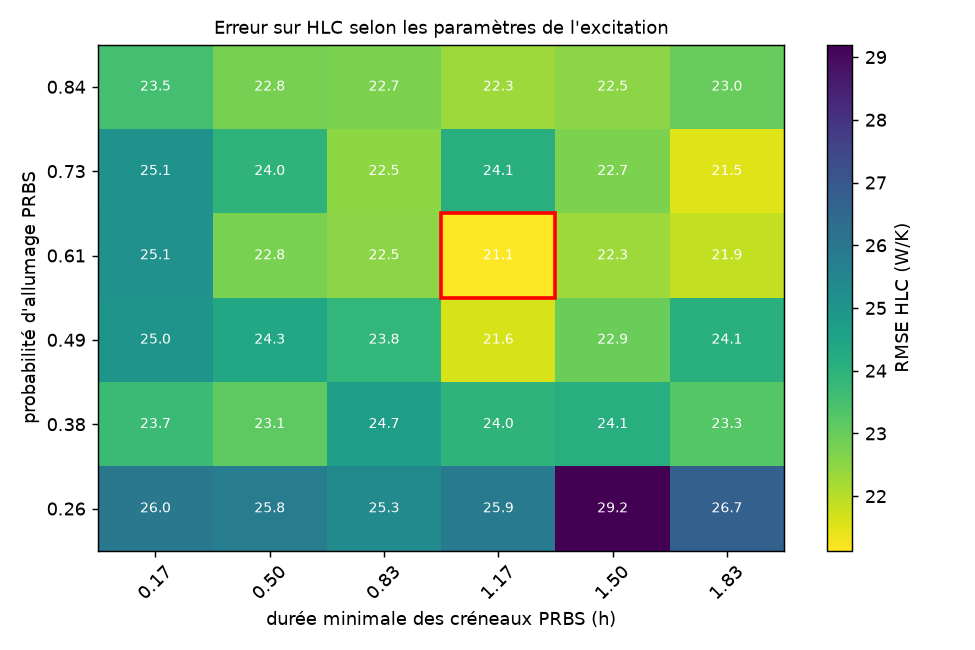 Erreur sur HLC selon les paramètres de l'excitation
0.84 23.5 22.8 22.7 22.3 22.5 23.0
0.73 25.1 24.0 22.5 24.1 22.7 21.5
0.61 25.1 22.8 22.5 21.1 22.3 21.9
0.49 25.0 24.3 23.8 21.6 22.9 24.1
0.38 23.7 23.1 24.7 24.0 24.1 23.3
0.26 26.0 25.8 25.3 25.9 29.2 26.7
0.17 0.50 0.83 1.17 1.50 1.83
durée minimale des créneaux PRBS (h)
probabilité d'allumage PRBS
29
28
27
26
25
24
23
22
RMSE HLC (W/K)